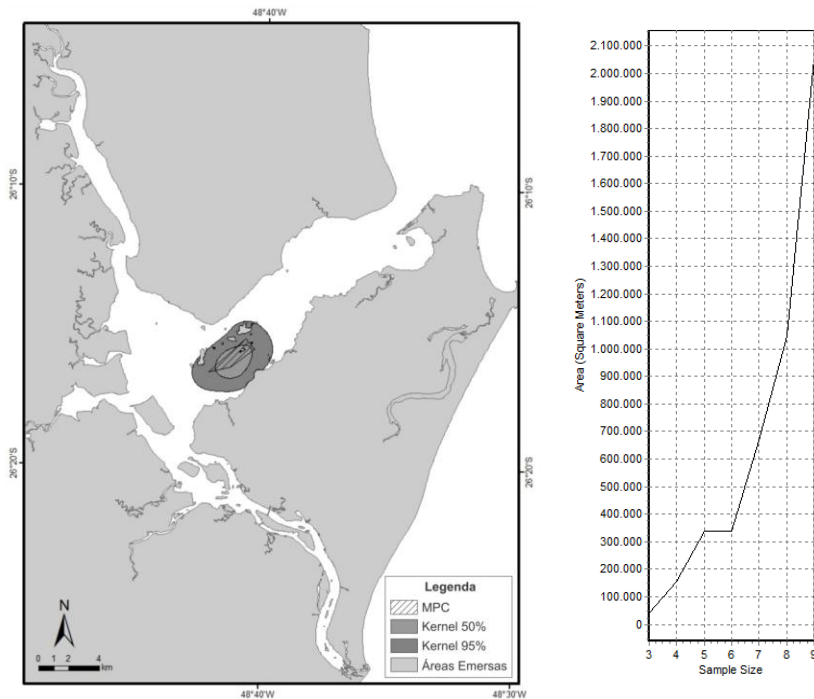 48°40'W
26°10'S
26°10'S
26°20'S
26°20'S
N
0 1 2 4
km
Legenda
MPC
Kernel 50%
Kernel 95%
Áreas Emersas
48°40'W
48°30'W
Area (Square Meters)
2.100.000
2.000.000
1.900.000
1.800.000
1.700.000
1.600.000
1.500.000
1.400.000
1.300.000
1.200.000
1.100.000
1.000.000
900.000
800.000
700.000
600.000
500.000
400.000
300.000
200.000
100.000
0
3 4 5 6 7 8 9
Sample Size